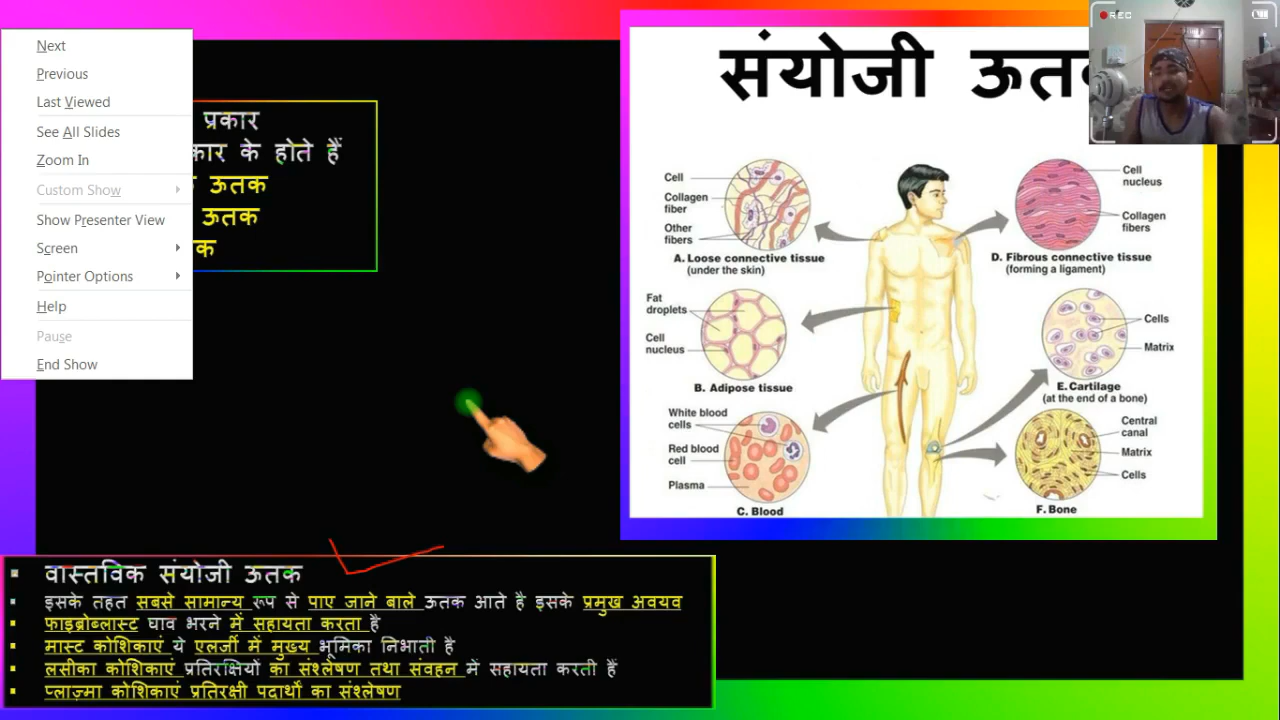 Next
Previous
Last Viewed
See All Slides
Zoom In
Custom Show
Show Presenter View
Screen
Pointer Options
Help
Pause
End Show
प्रकार
के होते हैं
ऊतक
ऊतक
संयोजी
REC
Cell
Collagen fiber
Other fibers
A. Loose connective tissue
(under the skin)
Fat droplets
Cell nucleus
B. Adipose tissue
White blood cells
Red blood cell
Plasma
C. Blood
Cell nucleus
Collagen fibers
D. Fibrous connective tissue
(forming a ligament)
Cells
Matrix
E. Cartilage
(at the end of a bone)
Central canal
Matrix
Cells
F. Bone
वास्तविक संयोजी ऊतक
इसके तहत सबसे सामान्य रूप से पाए जाने बाले ऊतक आते है इसके प्रमुख अवयव
फाइब्रोब्लास्ट घाव भरने में सहायता करता है
मास्ट कोशिकाएं ये एलर्जी में मुख्य भूमिका निभाती है
लसीका कोशिकाएं प्रतिरक्षियों का संश्लेषण तथा संवहन में सहायता करती हैं
प्लाज़्मा कोशिकाएं प्रतिरक्षी पदार्थो का संश्लेषण